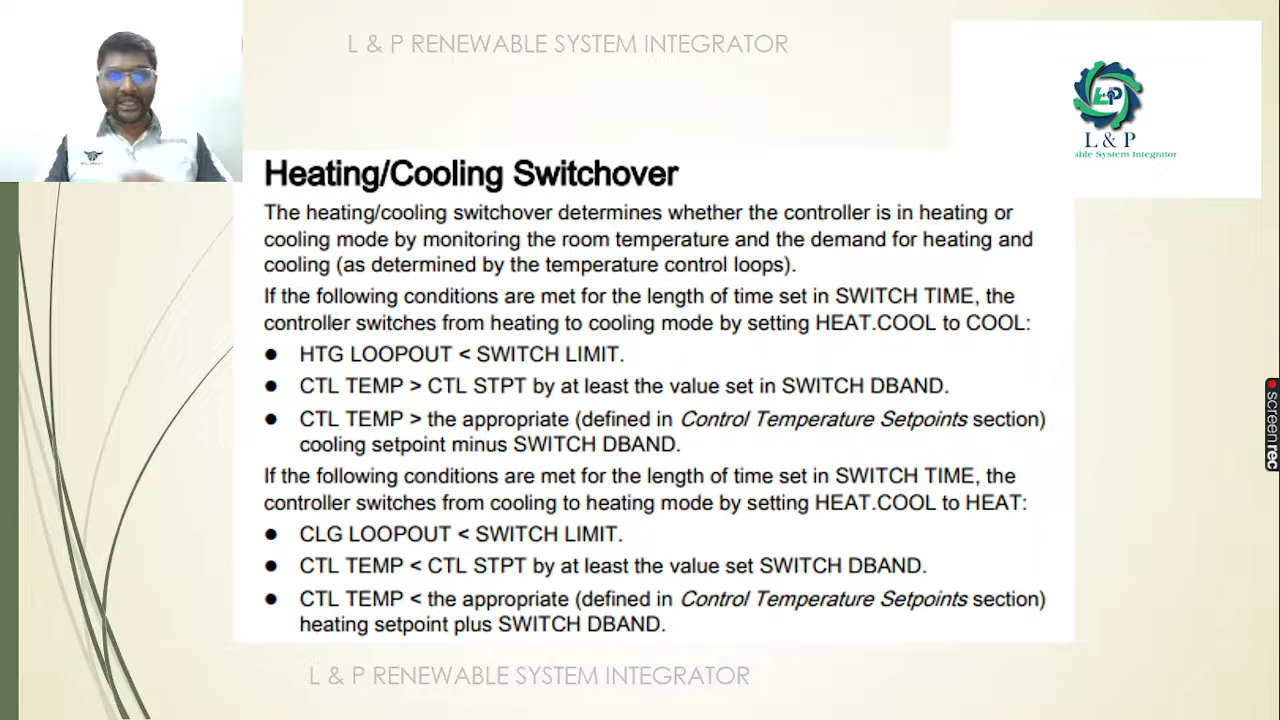 L & P RENEWABLE SYSTEM INTEGRATOR
L & P
able System Integrator
Heating/Cooling Switchover
The heating/cooling switchover determines whether the controller is in heating or
cooling mode by monitoring the room temperature and the demand for heating and
cooling (as determined by the temperature control loops).
If the following conditions are met for the length of time set in SWITCH TIME, the
controller switches from heating to cooling mode by setting HEAT.COOL to COOL:
● HTG LOOPOUT < SWITCH LIMIT.
● CTL TEMP > CTL STPT by at least the value set in SWITCH DBAND.
● CTL TEMP > the appropriate (defined in Control Temperature Setpoints section)
cooling setpoint minus SWITCH DBAND.
If the following conditions are met for the length of time set in SWITCH TIME, the
controller switches from cooling to heating mode by setting HEAT.COOL to HEAT:
● CLG LOOPOUT < SWITCH LIMIT.
● CTL TEMP < CTL STPT by at least the value set SWITCH DBAND.
● CTL TEMP < the appropriate (defined in Control Temperature Setpoints section)
heating setpoint plus SWITCH DBAND.
L & P RENEWABLE SYSTEM INTEGRATOR
screenrec